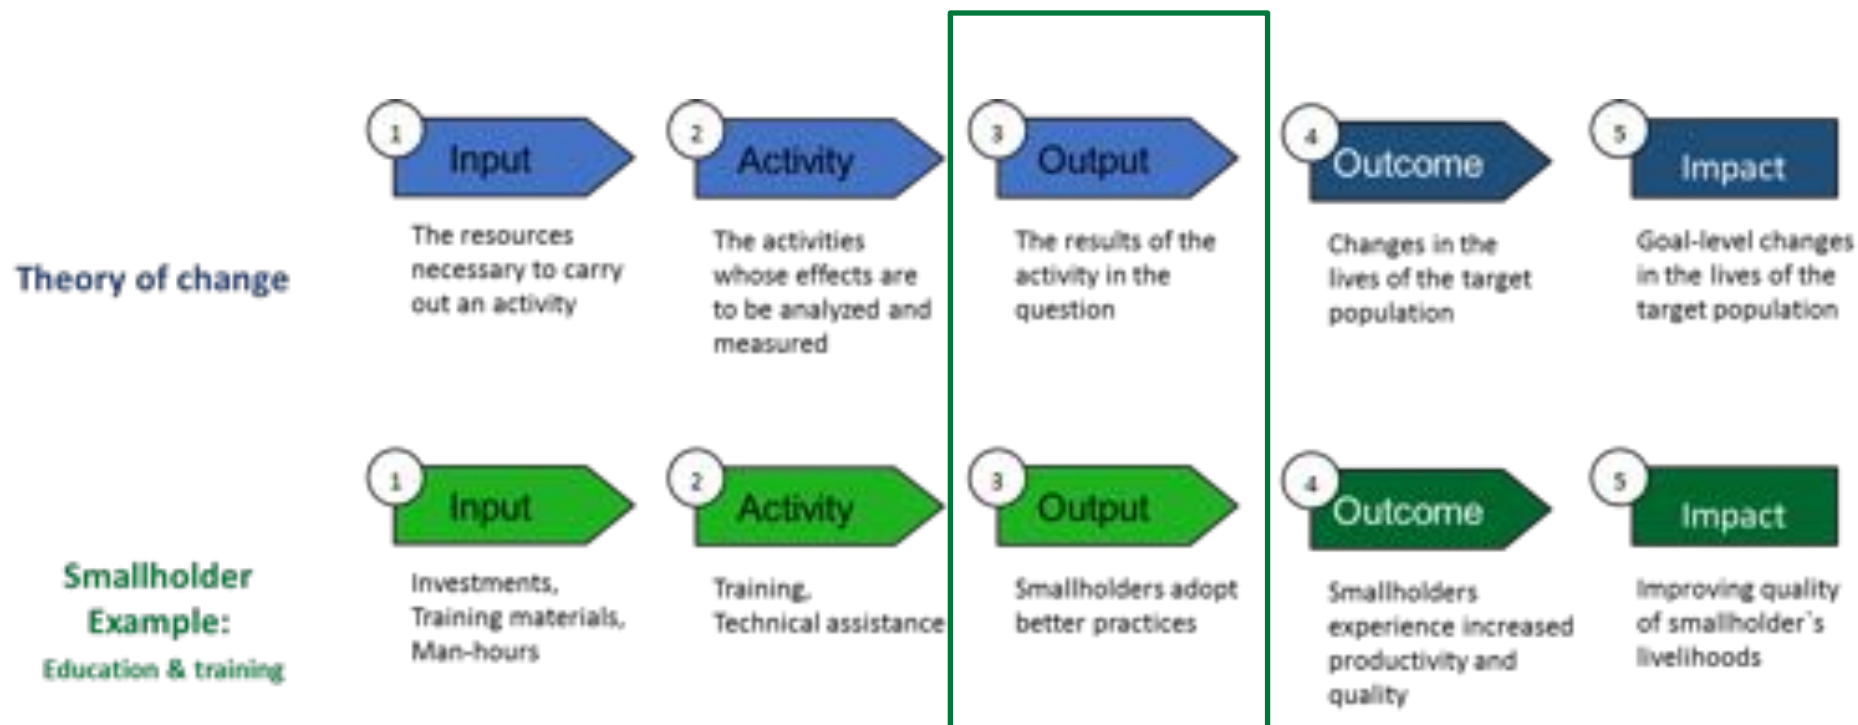 Theory of change
1
Input
The resources
necessary to carry
out an activity
2
Activity
The activities
whose effects are
to be analyzed and
measured
3
Output
The results of the
activity in the
question
4
Outcome
Changes in the
lives of the target
population
5
Impact
Goal-level changes
in the lives of the
target population
Smallholder
Example:
Education & training
1
Input
Investments,
Training materials,
Man-hours
2
Activity
Training,
Technical assistance
3
Output
Smallholders adopt
better practices
4
Outcome
Smallholders
experience increased
productivity and
quality
5
Impact
Improving quality
of smallholder`s
livelihoods